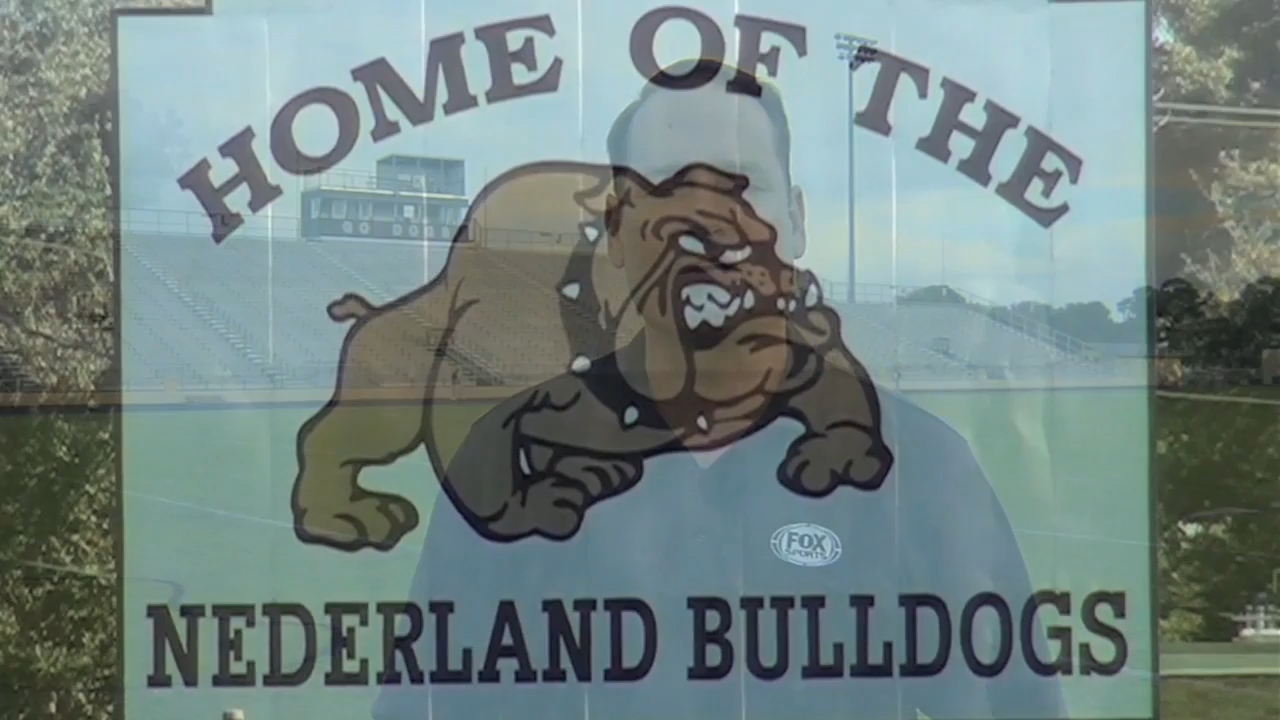 HOME OF THE
GO DOGS
FOX
SPORTS
NEDERLAND BULLDOGS